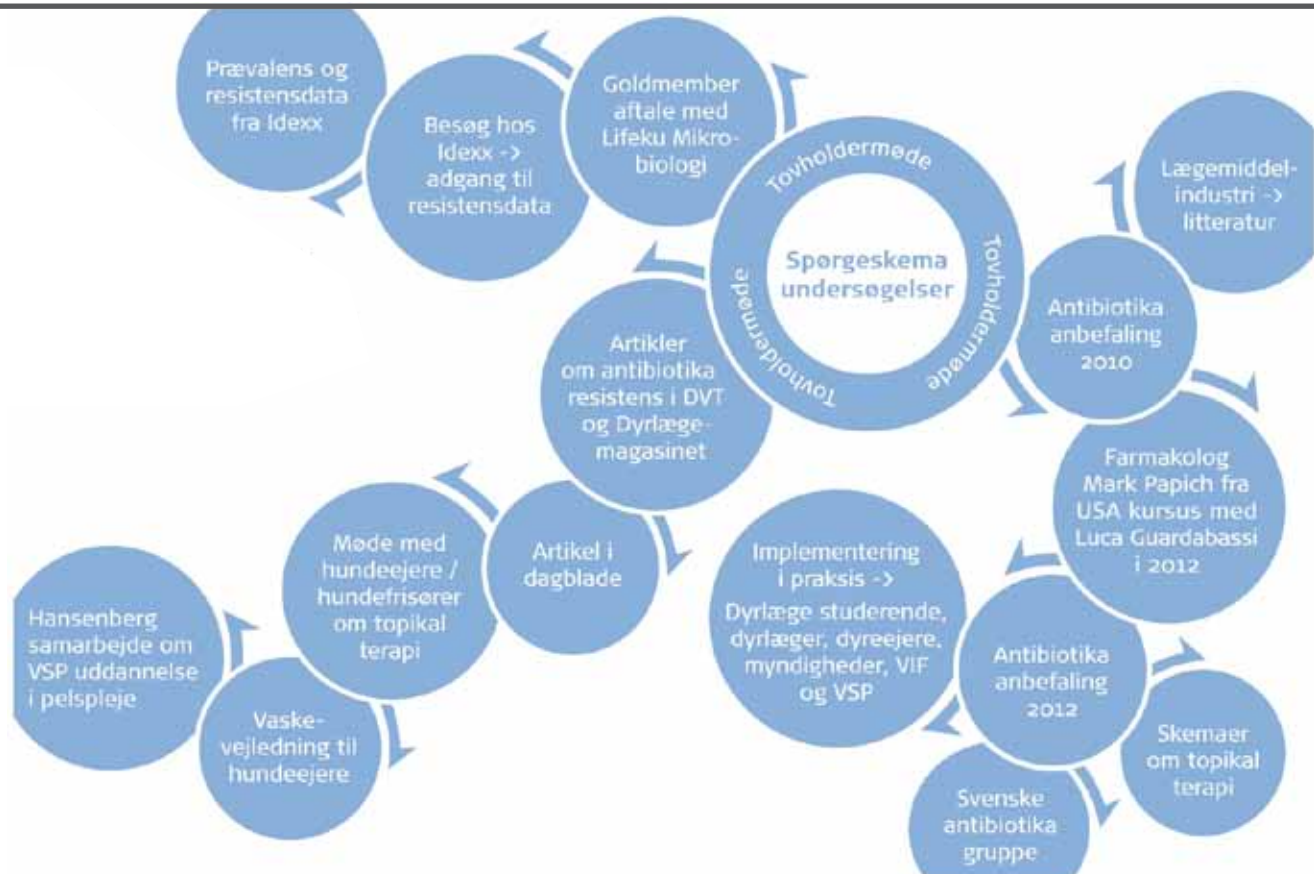 Prævalens og
resistensdata
fra Idexx
Besøg hos
Idexx ->
adgang til
resistensdata
Goldmember
aftale med
Lifeku Mikro-
biologi
Tovholdermøde
Tovholdermøde
Tovholdermøde
Spørgeskema
undersøgelser
Lægemiddel-
industri ->
litteratur
Antibiotika
anbefaling
2010
Artikler
om antibiotika
resistens i DVT
og Dyrlæge-
magasinet
Farmakolog
Mark Papich fra
USA kursus med
Luca Guardabassi
i 2012
Artikel i
dagblade
Møde med
hundeejere /
hundefrisører
om topikal
terapi
Implementering
i praksis ->
Dyrlæge studerende,
dyrlæger, dyreejere,
myndigheder, VIF
og VSP
Hansenberg
samarbejde om
VSP uddannelse
i pelspleje
Vaske-
vejledning til
hundeejere
Antibiotika
anbefaling
2012
Skemaer
om topikal
terapi
Svenske
antibiotika
gruppe